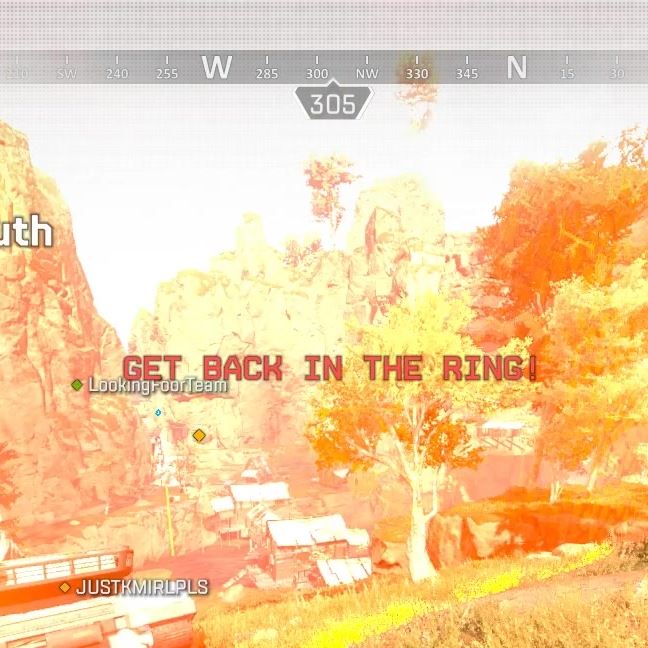 210 SW 240 255 W 285 300 NW 330 345 N 15 30
305
uth
GET BACK IN THE RING!
LookingFoorTeam
JUSTKMIRLPLS